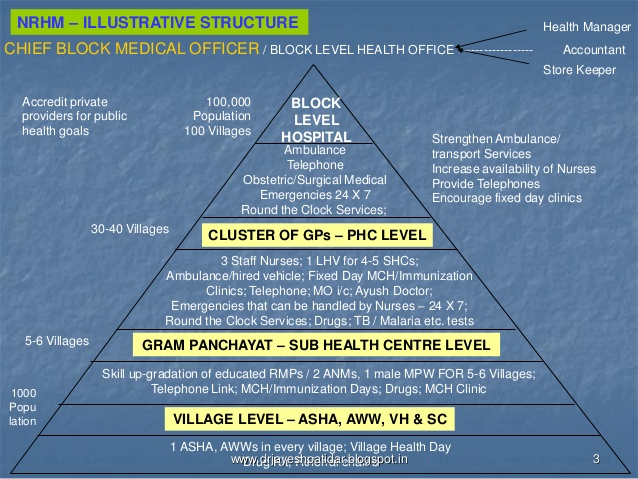 NRHM – ILLUSTRATIVE STRUCTURE
Health Manager
CHIEF BLOCK MEDICAL OFFICER / BLOCK LEVEL HEALTH OFFICE ---------------- Accountant
Store Keeper
Accredit private
providers for public
health goals
100,000
Population
100 Villages
BLOCK
LEVEL
HOSPITAL
Ambulance
Telephone
Obstetric/Surgical Medical
Emergencies 24 X 7
Round the Clock Services;
Strengthen Ambulance/
transport Services
Increase availability of Nurses
Provide Telephones
Encourage fixed day clinics
30-40 Villages
CLUSTER OF GPs – PHC LEVEL
3 Staff Nurses; 1 LHV for 4-5 SHCs;
Ambulance/hired vehicle; Fixed Day MCH/Immunization
Clinics; Telephone; MO i/c; Ayush Doctor;
Emergencies that can be handled by Nurses – 24 X 7;
Round the Clock Services; Drugs; TB / Malaria etc. tests
5-6 Villages
GRAM PANCHAYAT – SUB HEALTH CENTRE LEVEL
Skill up-gradation of educated RMPs / 2 ANMs, 1 male MPW FOR 5-6 Villages;
Telephone Link; MCH/Immunization Days; Drugs; MCH Clinic
1000
Popu
lation
VILLAGE LEVEL – ASHA, AWW, VH & SC
1 ASHA, AWWs in every village; Village Health Day
www.drjayeshpatidar.blogspot.in
3